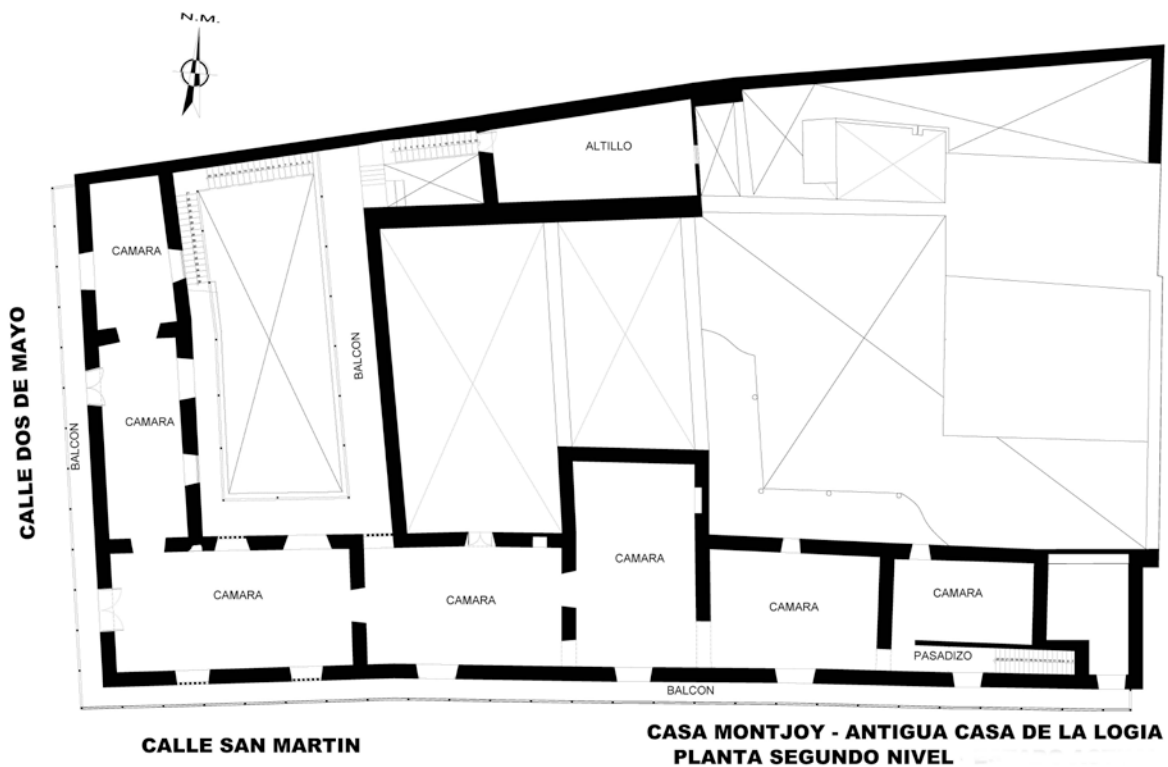 N.M.
ALTILLO
CAMARA
CALLE DOS DE MAYO
BALCON
CAMARA
BALCON
CAMARA
CAMARA
CAMARA
CAMARA
CAMARA
PASADIZO
BALCON
CALLE SAN MARTIN
CASA MONTJOY - ANTIGUA CASA DE LA LOGIA
PLANTA SEGUNDO NIVEL